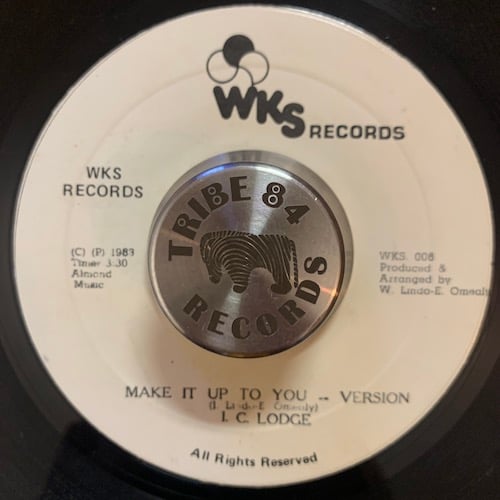 WKS RECORDS
WKS
RECORDS
(C) (P) 1983
3:30
Almond
Music
WKS. 008
Produced &
Arranged by
W. Lindo-E. Omealy
TRIBE 84
RECORDS
MAKE IT UP TO YOU -- VERSION
Omealy)
I. C. LODGE
All Rights Reserved